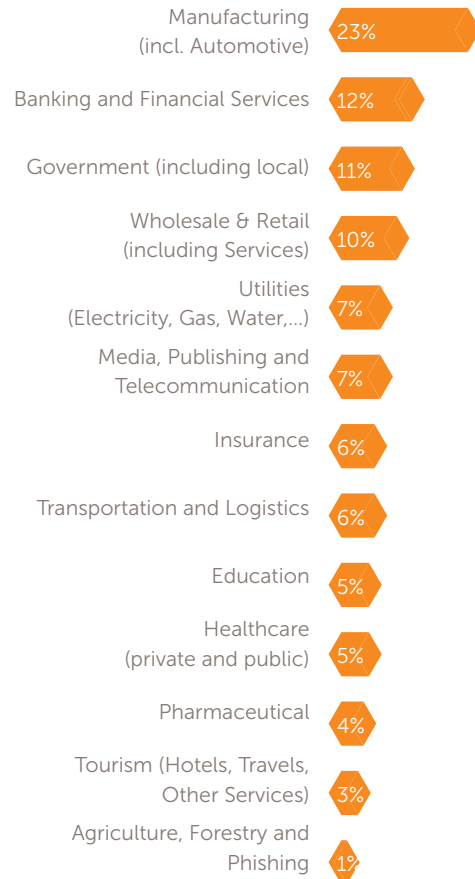 Manufacturing
(incl. Automotive)
23%
Banking and Financial Services
12%
Government (including local)
11%
Wholesale & Retail
(including Services)
10%
Utilities
(Electricity, Gas, Water,...)
7%
Media, Publishing and
Telecommunication
7%
Insurance
6%
Transportation and Logistics
6%
Education
5%
Healthcare
(private and public)
5%
Pharmaceutical
4%
Tourism (Hotels, Travels,
Other Services)
3%
Agriculture, Forestry and
Phishing
1%